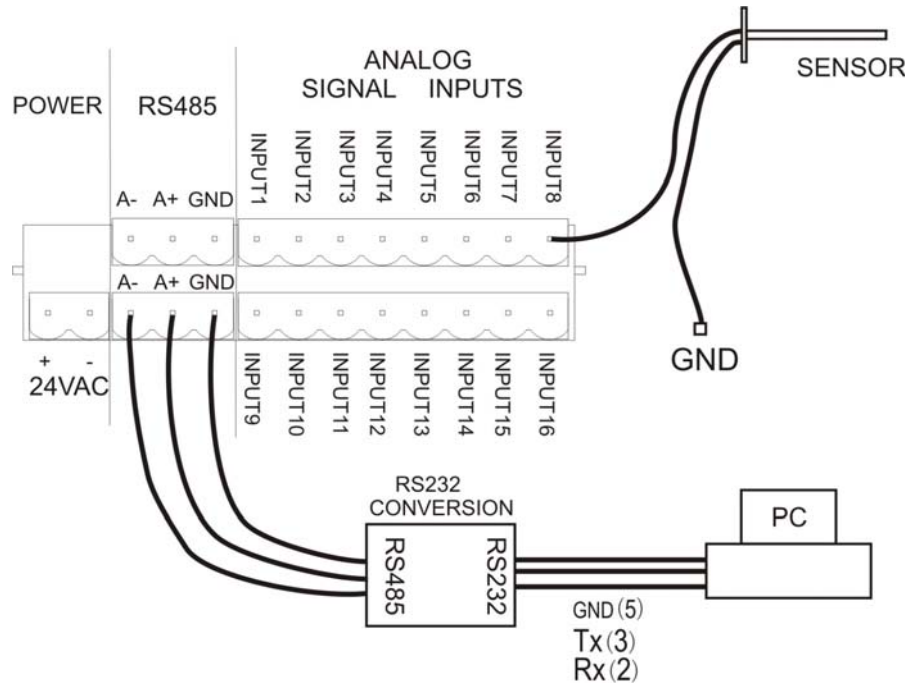 ANALOG
SIGNAL INPUTS
SENSOR
POWER
RS485
INPUT1
INPUT2
INPUT3
INPUT4
INPUT5
INPUT6
INPUT7
INPUT8
A- A+ GND
A- A+ GND
+ -
24VAC
INPUT9
INPUT10
INPUT11
INPUT12
INPUT13
INPUT14
INPUT15
INPUT16
GND
RS232
CONVERSION
RS485
RS232
PC
GND(5)
Tx(3)
Rx(2)